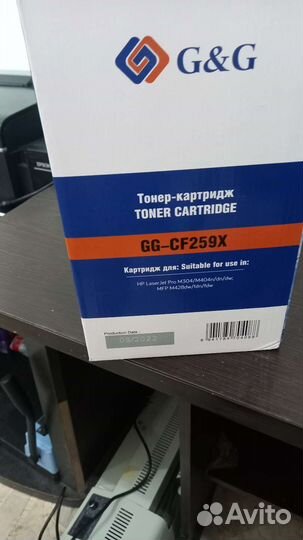 G&G
EPSON
Тонер-картридж
TONER CARTRIDGE
GG-CF259X
Картридж для: Suitable for use in:
HP LaserJet Pro M304/M404n/dn/dw;
MFP M428dw/fdn/fdw
Production Date
09/2022
Avito